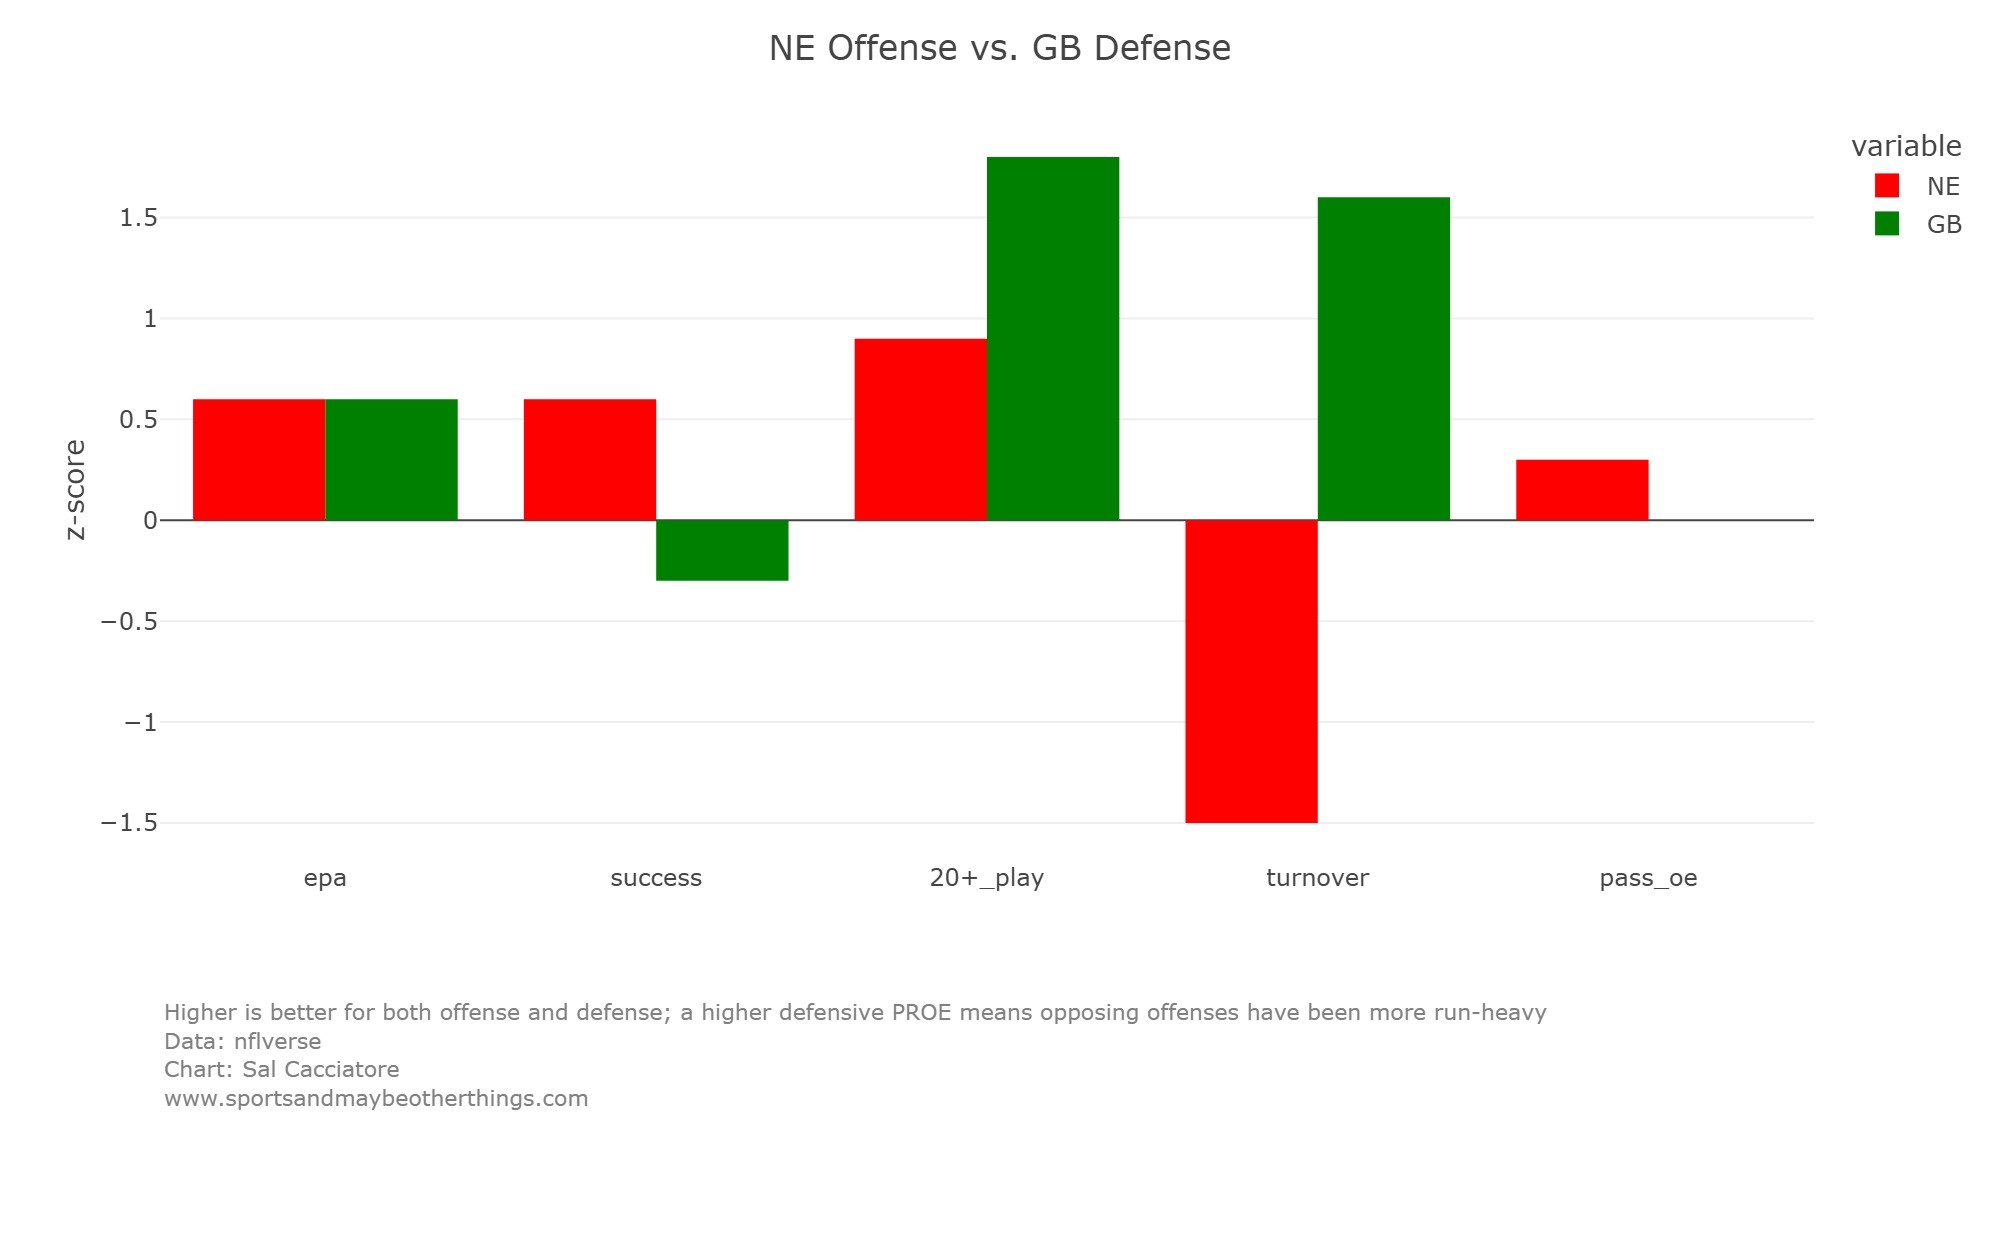 NE Offense vs. GB Defense
variable
NE
GB
z-score
1.5
1
0.5
0
−0.5
−1
−1.5
epa
success
20+_play
turnover
pass_oe
Higher is better for both offense and defense; a higher defensive PROE means opposing offenses have been more run-heavy
Data: nflverse
Chart: Sal Cacciatore
www.sportsandmaybeotherthings.com